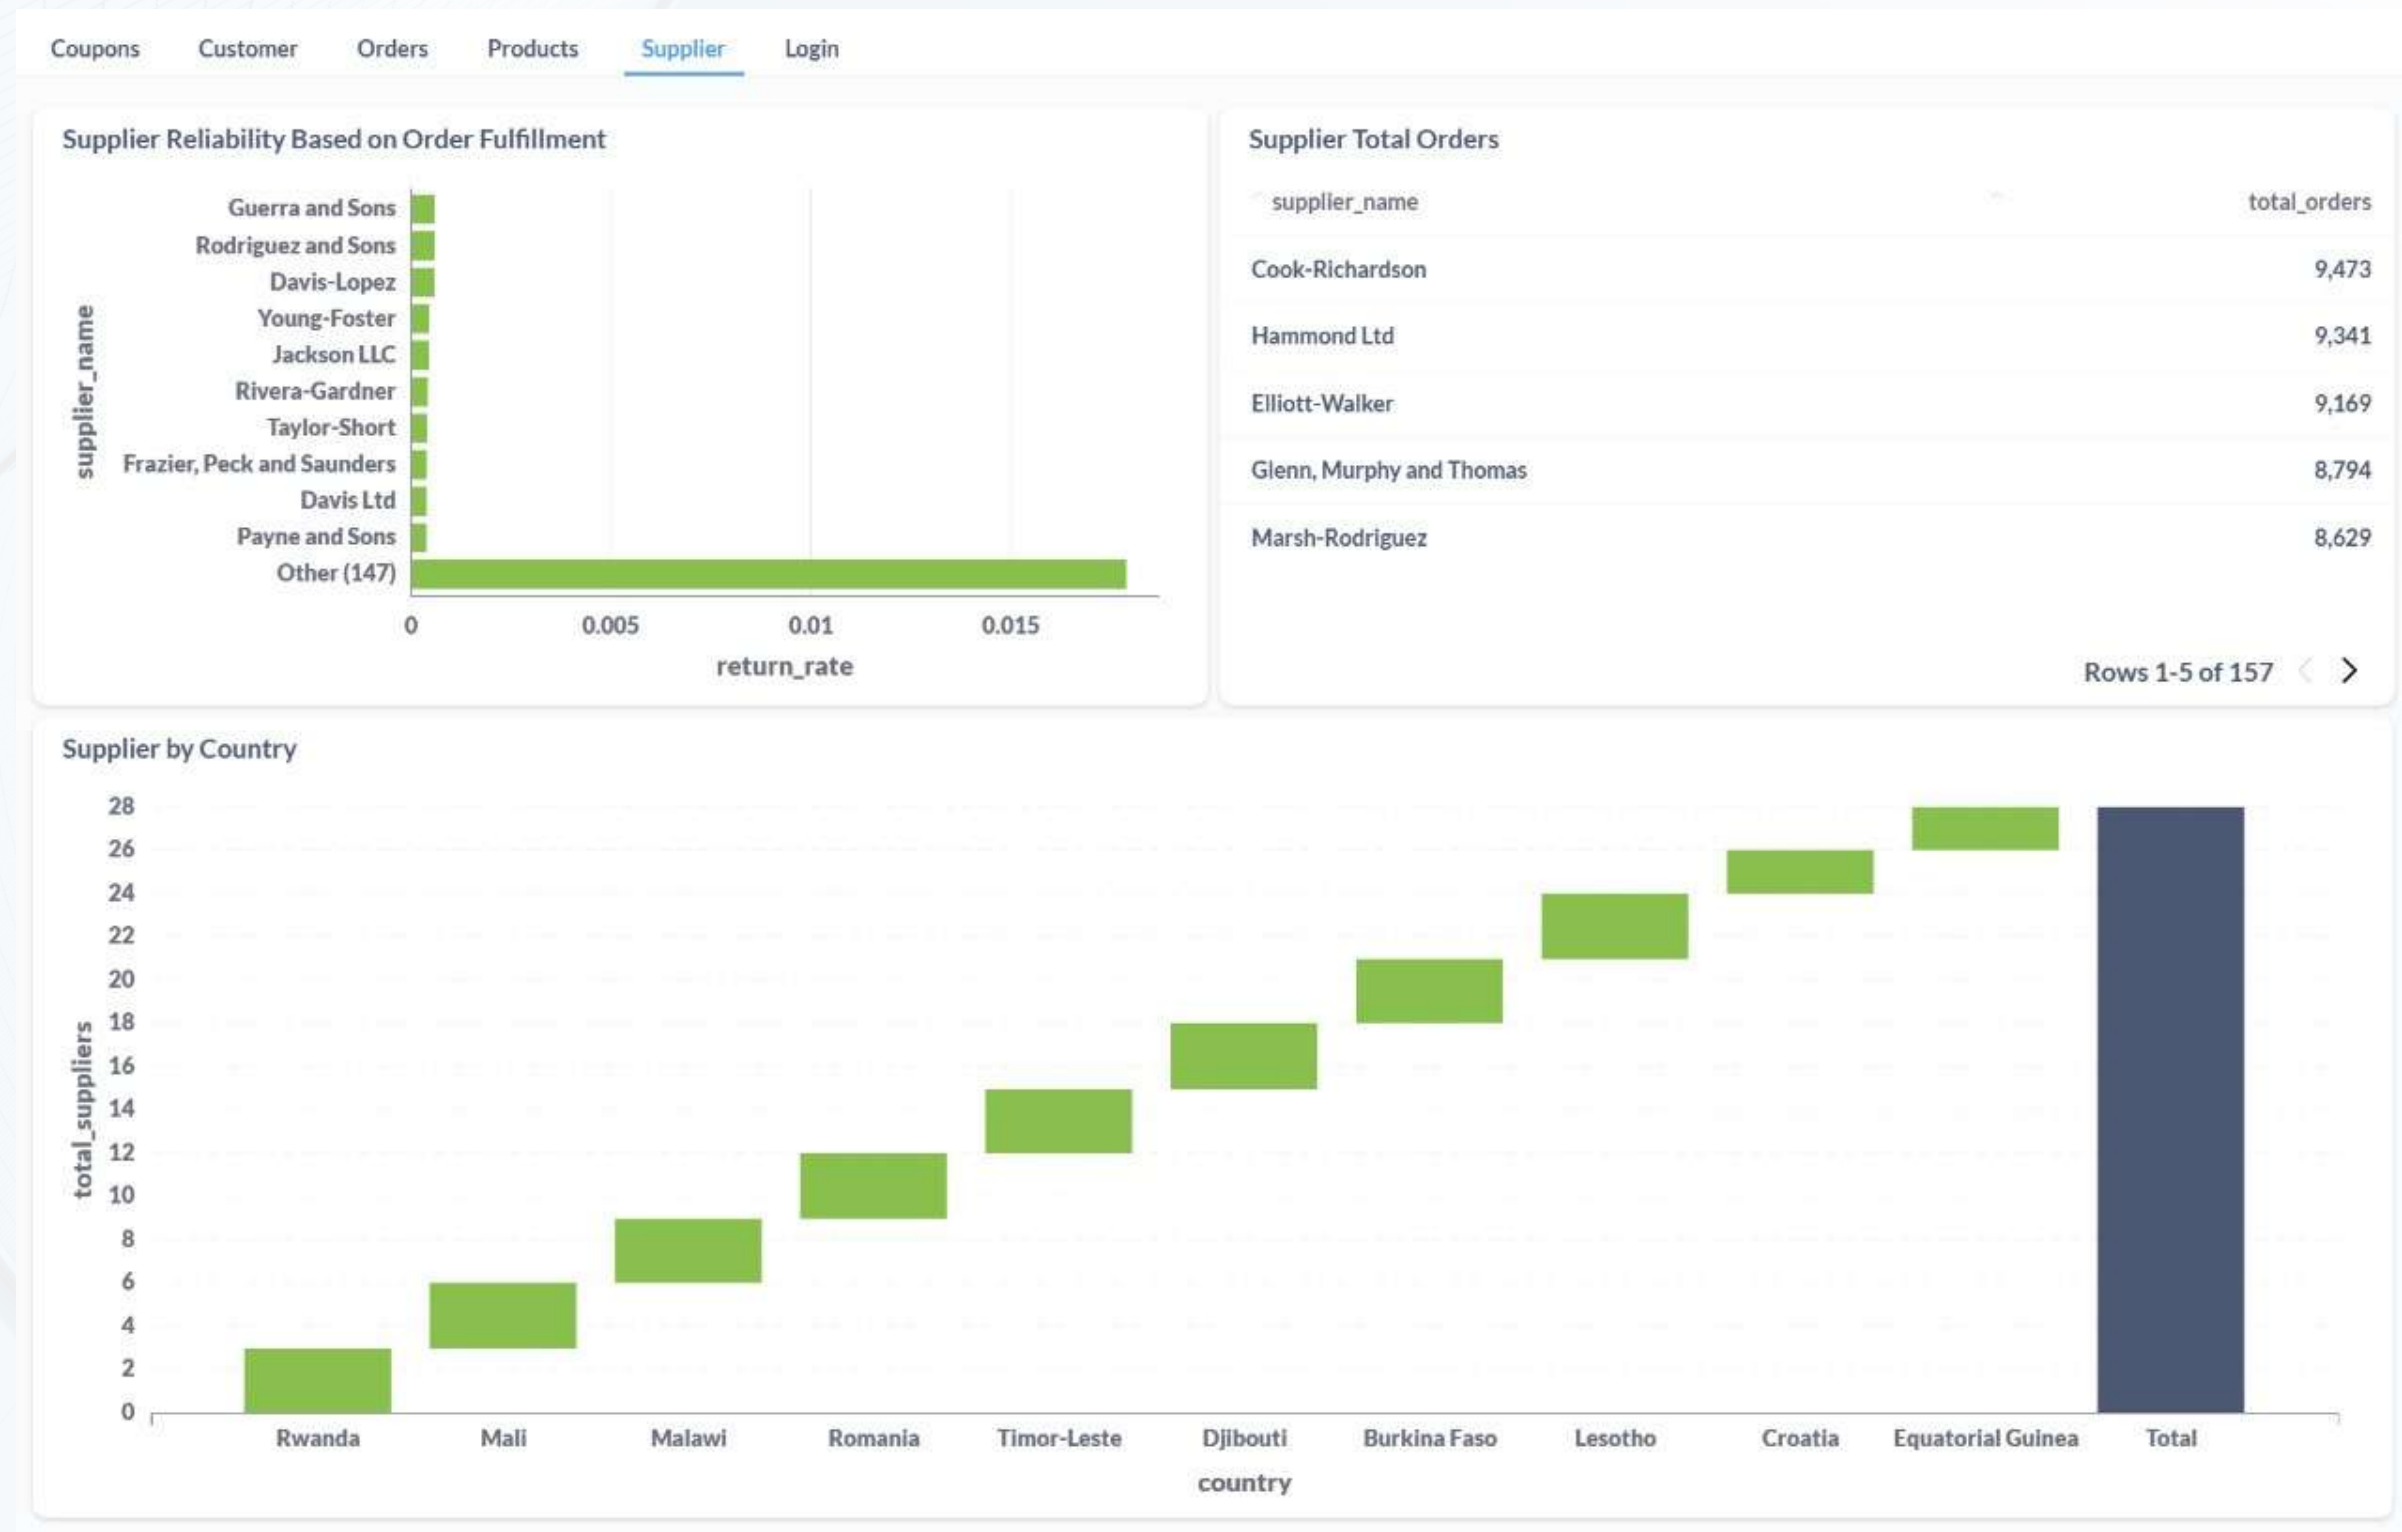 Coupons Customer Orders Products Supplier Login
Supplier Reliability Based on Order Fulfillment
supplier_name
Guerra and Sons
Rodriguez and Sons
Davis-Lopez
Young-Foster
Jackson LLC
Rivera-Gardner
Taylor-Short
Frazier, Peck and Saunders
Davis Ltd
Payne and Sons
Other (147)
0 0.005 0.01 0.015
return_rate
Supplier Total Orders
supplier_name total_orders
Cook-Richardson 9,473
Hammond Ltd 9,341
Elliott-Walker 9,169
Glenn, Murphy and Thomas 8,794
Marsh-Rodriguez 8,629
Rows 1-5 of 157
Supplier by Country
total_suppliers
28
26
24
22
20
18
16
14
12
10
8
6
4
2
0
Rwanda Mali Malawi Romania Timor-Leste Djibouti Burkina Faso Lesotho Croatia Equatorial Guinea Total
country